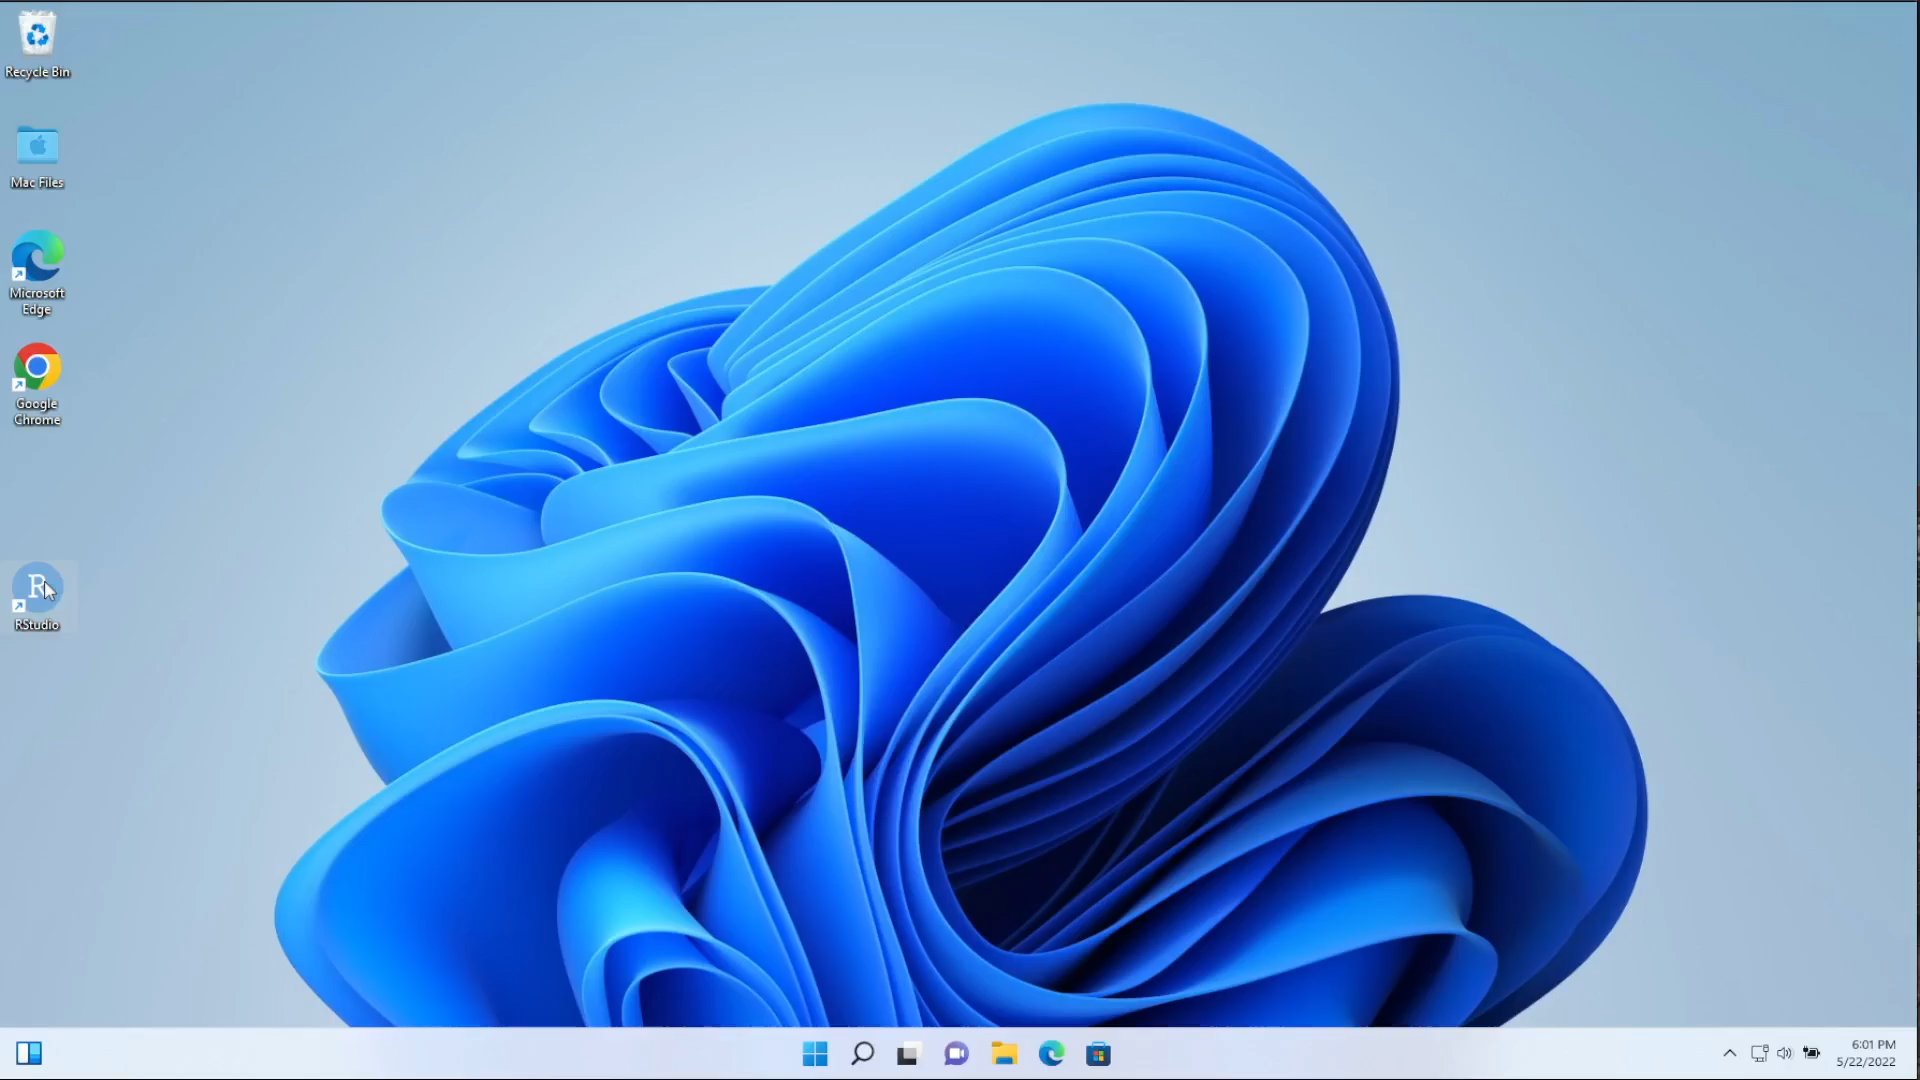 Recycle Bin
Mac Files
Microsoft
Edge
Google
Chrome
R
RStudio
6:01 PM
5/22/2022